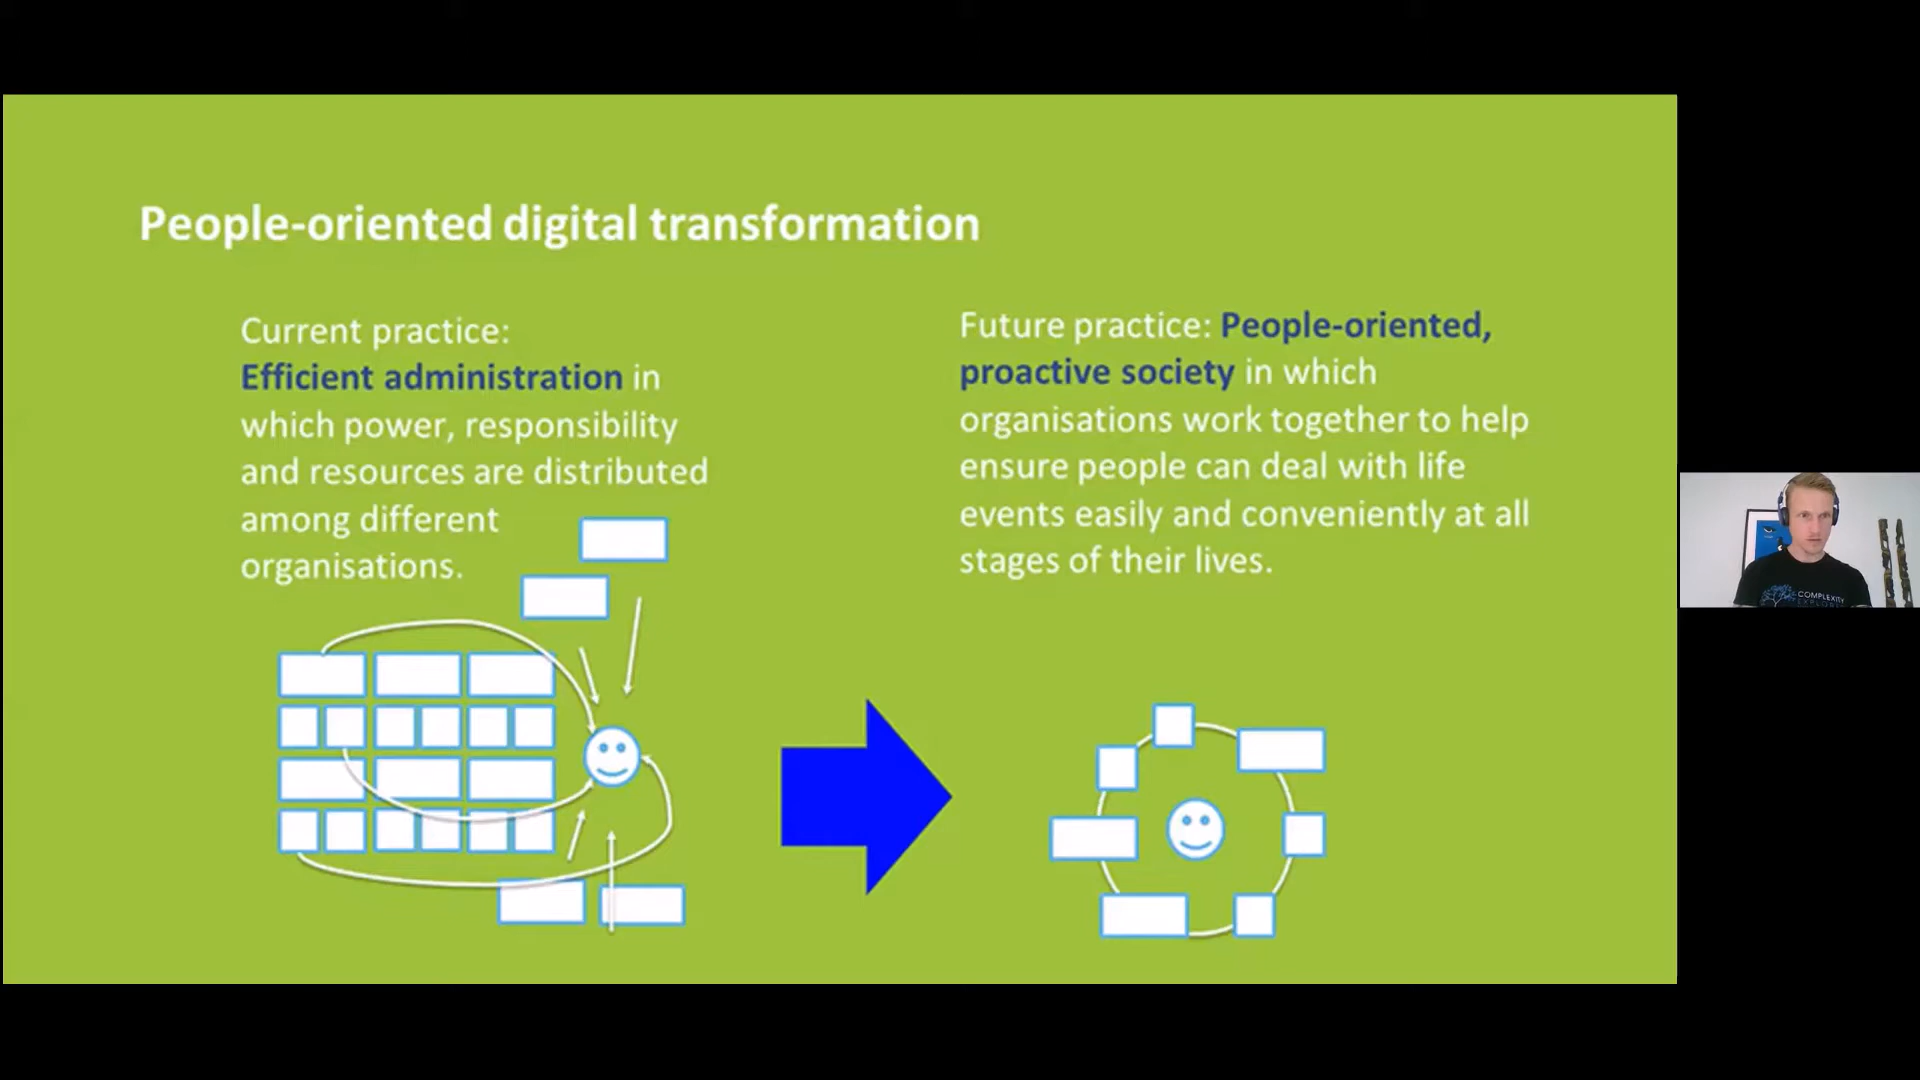 People-oriented digital transformation
Current practice:
Efficient administration in
which power, responsibility
and resources are distributed
among different
organisations.
Future practice: People-oriented,
proactive society in which
organisations work together to help
ensure people can deal with life
events easily and conveniently at all
stages of their lives.
COMPLEXITY